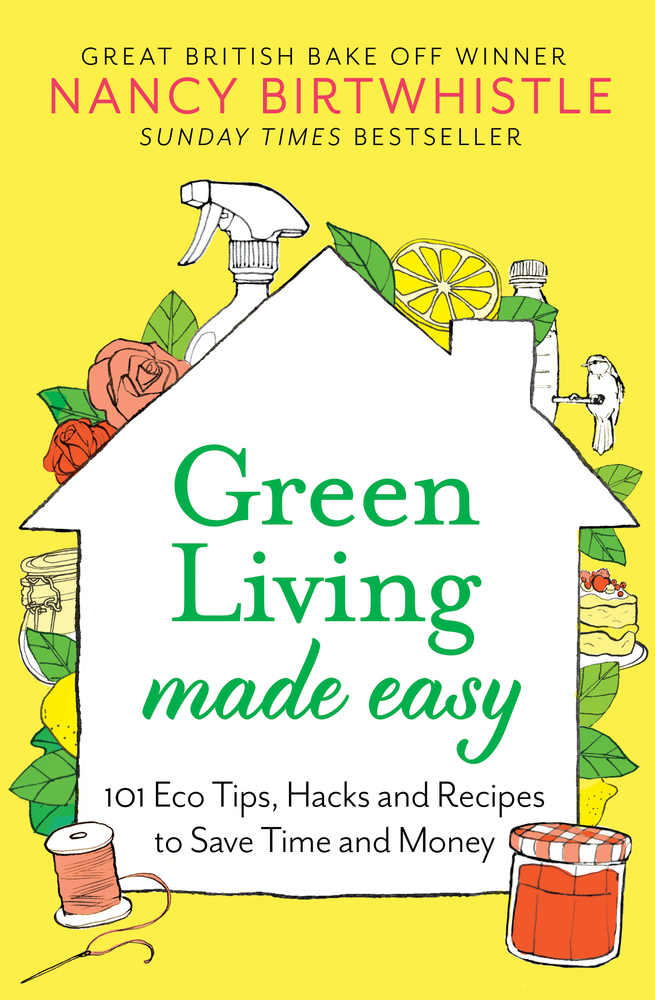 GREAT BRITISH BAKE OFF WINNER
NANCY BIRTWHISTLE
SUNDAY TIMES BESTSELLER
Green
Living
made easy
101 Eco Tips, Hacks and Recipes
to Save Time and Money